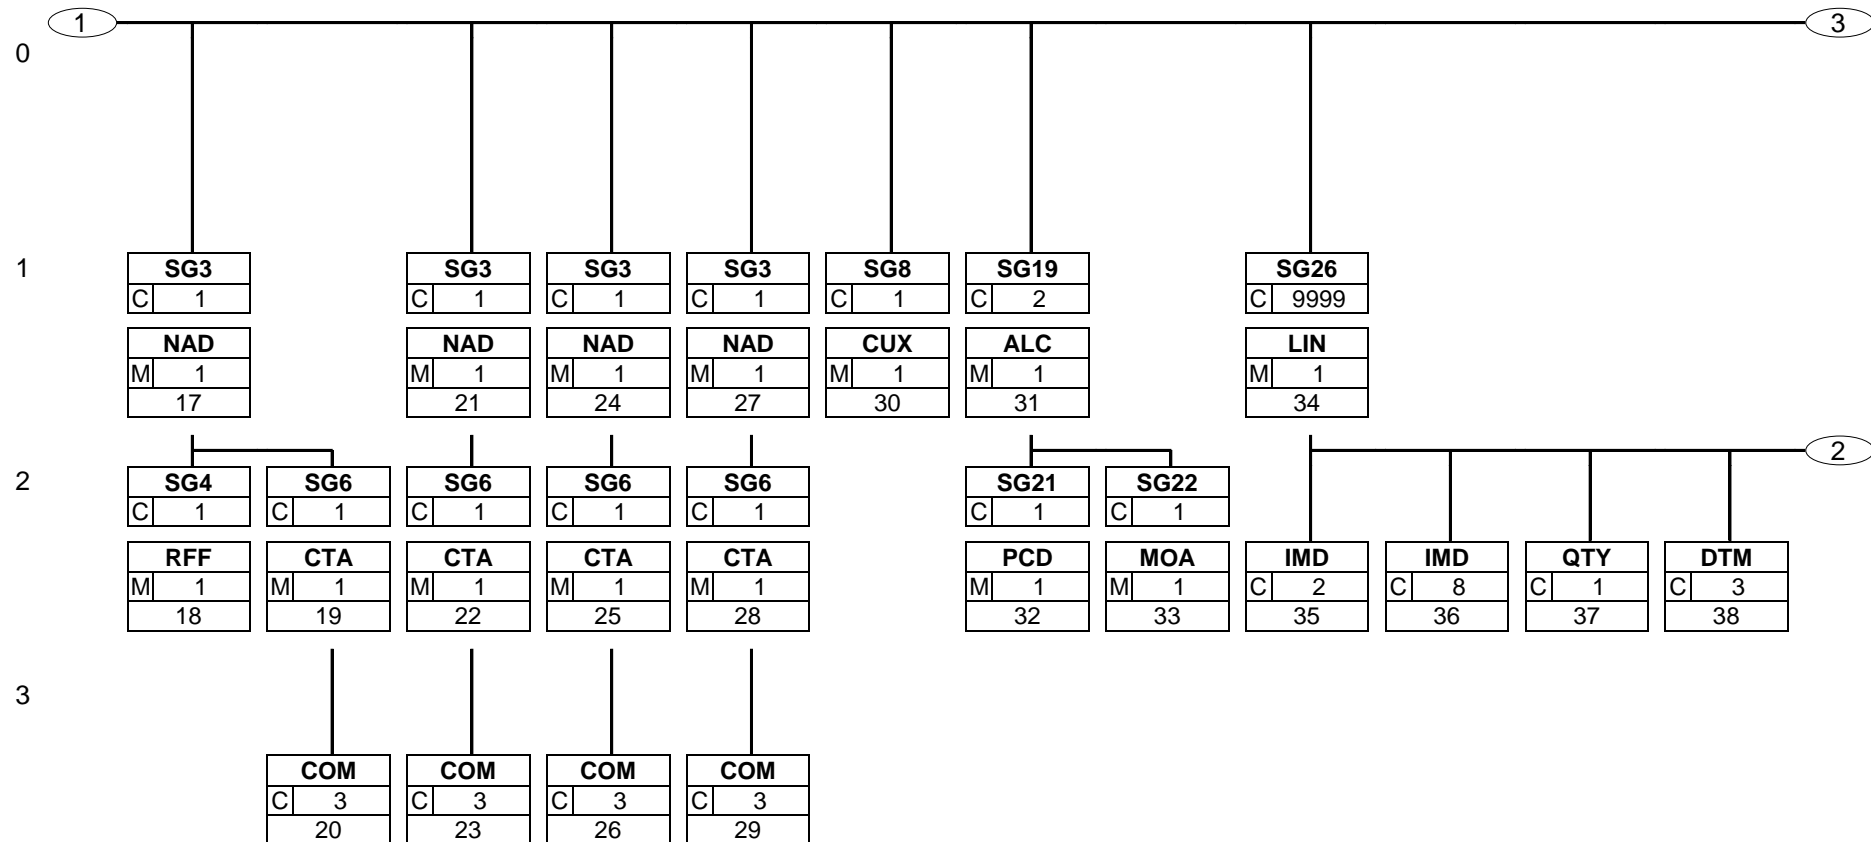 1 3
0
1
SG3 SG3 SG3 SG3 SG8 SG19 SG26
C 1 C 1 C 1 C 1 C 1 C 2 C 9999
NAD NAD NAD NAD CUX ALC LIN
M 1 M 1 M 1 M 1 M 1 M 1 M 1
17 21 24 27 30 31 34
2
2
SG4 SG6 SG6 SG6 SG6 SG21 SG22
C 1 C 1 C 1 C 1 C 1 C 1 C 1
RFF CTA CTA CTA CTA PCD MOA IMD IMD QTY DTM
M 1 M 1 M 1 M 1 M 1 M 1 M 1 C 2 C 8 C 1 C 3
18 19 22 25 28 32 33 35 36 37 38
3
COM COM COM COM
C 3 C 3 C 3 C 3
20 23 26 29